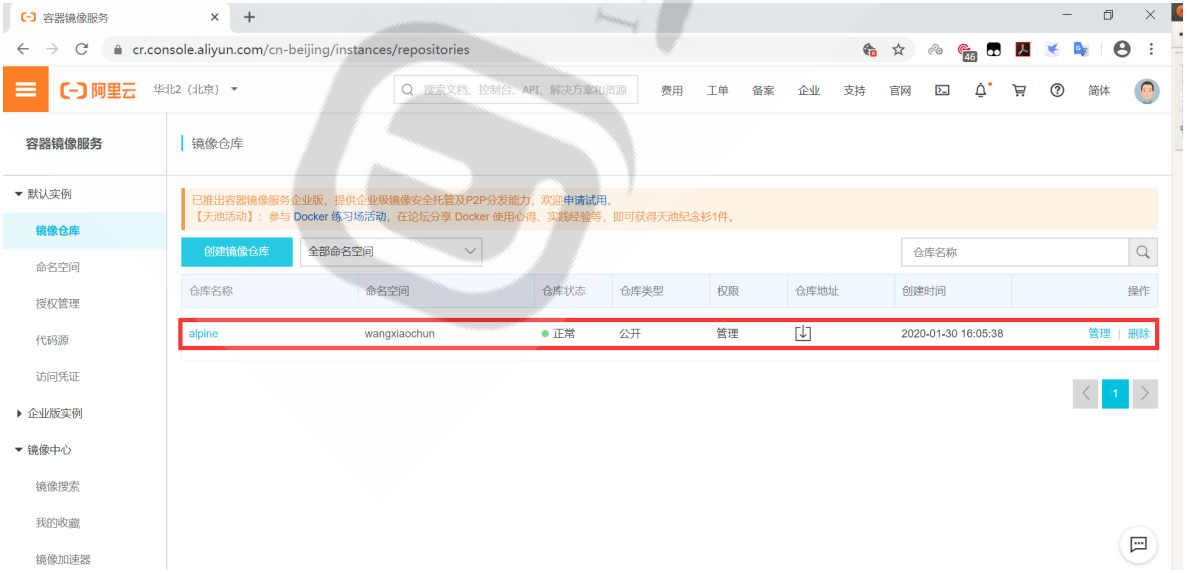 容器镜像服务
cr.console.aliyun.com/cn-beijing/instances/repositories
46
阿里云 华北2（北京） 搜索文档、控制台、API、解决方案和资源 费用 工单 备案 企业 支持 官网 简体
容器镜像服务 镜像仓库
默认实例
已推出容器镜像服务企业版，提供企业级镜像安全托管及P2P分发能力，欢迎申请试用。
【天池活动】：参与 Docker 练习场活动，在论坛分享 Docker 使用心得、实践经验等，即可获得天池纪念衫1件。
镜像仓库
创建镜像仓库 全部命名空间 仓库名称
命名空间
仓库名称 命名空间 仓库状态 仓库类型 权限 仓库地址 创建时间 操作
授权管理
alpine wangxiaochun 正常 公开 管理 2020-01-30 16:05:38 管理 | 删除
代码源
访问凭证
1
企业版实例
镜像中心
镜像搜索
我的收藏
镜像加速器